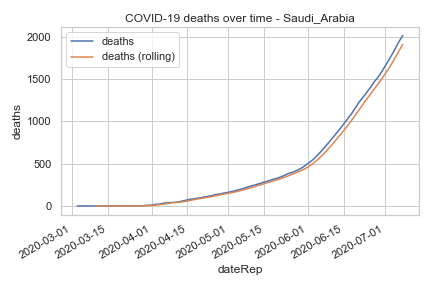 COVID-19 deaths over time - Saudi_Arabia
deaths
deaths (rolling)
2000
1500
1000
500
0
deaths
2020-03-01
2020-03-15
2020-04-01
2020-04-15
2020-05-01
2020-05-15
2020-06-01
2020-06-15
2020-07-01
dateRep